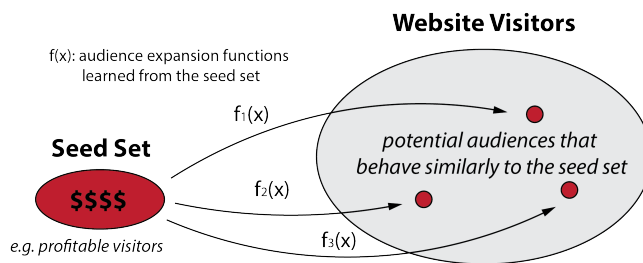 Website Visitors
f(x): audience expansion functions
learned from the seed set
f1(x)
potential audiences that
behave similarly to the seed set
Seed Set
$$$$
f2(x)
e.g. profitable visitors
f3(x)